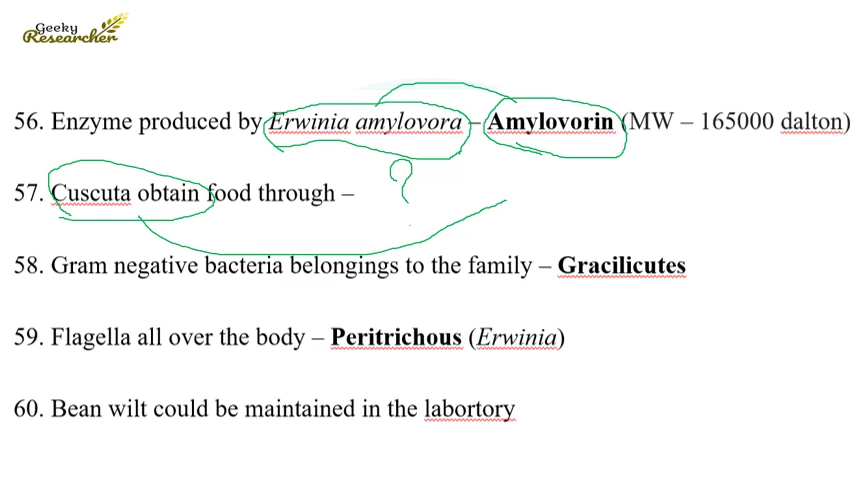 Geeky
Researcher
56. Enzyme produced by Erwinia amylovora – Amylovorin (MW – 165000 dalton)
57. Cuscuta obtain food through – ?
58. Gram negative bacteria belongings to the family – Gracilicutes
59. Flagella all over the body – Peritrichous (Erwinia)
60. Bean wilt could be maintained in the labortory